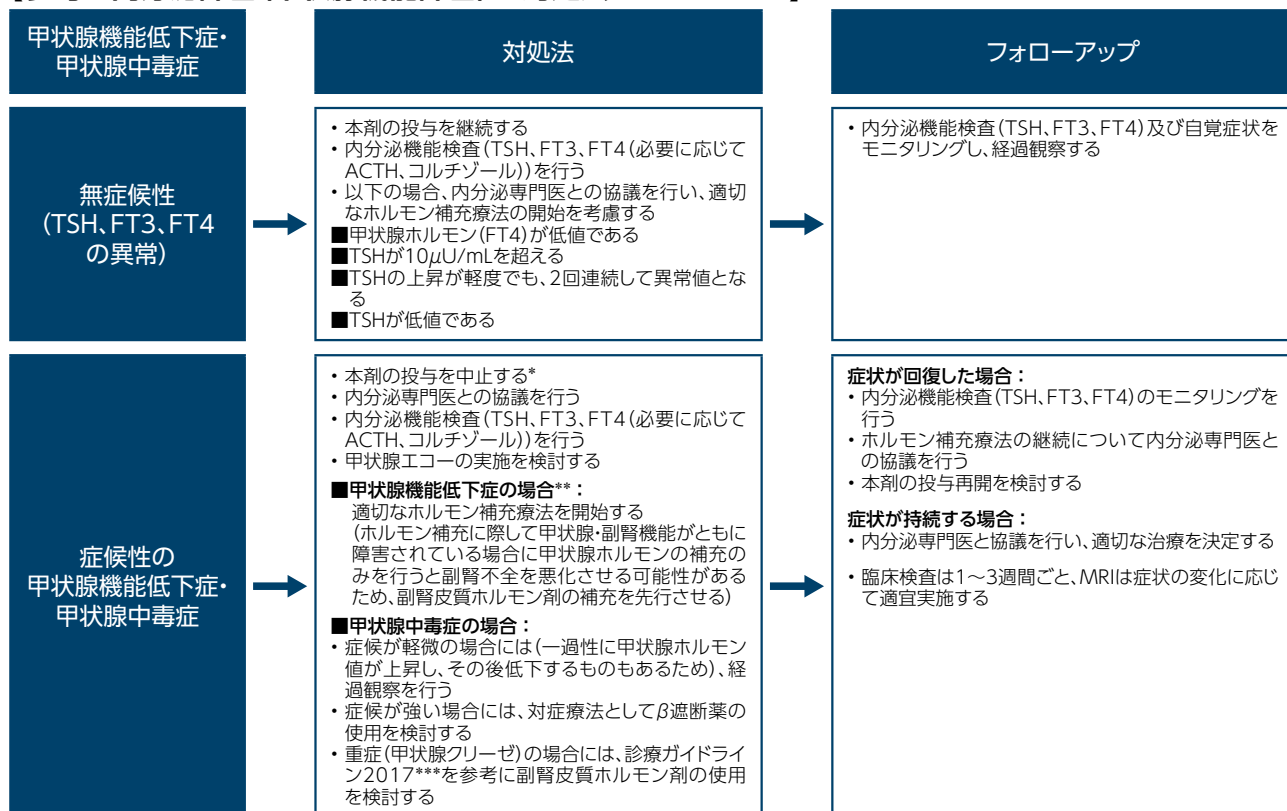 甲状腺機能低下症・
甲状腺中毒症
対処法
フォローアップ
無症候性
(TSH、FT3、FT4
の異常)
・本剤の投与を継続する
・内分泌機能検査(TSH、FT3、FT4(必要に応じて
ACTH、コルチゾール))を行う
・以下の場合、内分泌専門医との協議を行い、適切
なホルモン補充療法の開始を考慮する
■甲状腺ホルモン(FT4)が低値である
■TSHが10μU/mLを超える
■TSHの上昇が軽度でも、2回連続して異常値とな
る
■TSHが低値である
・内分泌機能検査(TSH、FT3、FT4)及び自覚症状を
モニタリングし、経過観察する
症候性の
甲状腺機能低下症・
甲状腺中毒症
・本剤の投与を中止する*
・内分泌専門医との協議を行う
・内分泌機能検査(TSH、FT3、FT4(必要に応じて
ACTH、コルチゾール))を行う
・甲状腺エコーの実施を検討する
■甲状腺機能低下症の場合**：
適切なホルモン補充療法を開始する
(ホルモン補充に際して甲状腺・副腎機能がともに
障害されている場合に甲状腺ホルモンの補充の
みを行うと副腎不全を悪化させる可能性がある
ため、副腎皮質ホルモン剤の補充を先行させる)
■甲状腺中毒症の場合：
・症候が軽微の場合には(一過性に甲状腺ホルモン
値が上昇し、その後低下するものもあるため)、経
過観察を行う
・症候が強い場合には、対症療法としてβ遮断薬の
使用を検討する
・重症(甲状腺クリーゼ)の場合には、診療ガイドライ
ン2017***を参考に副腎皮質ホルモン剤の使用
を検討する
症状が回復した場合：
・内分泌機能検査(TSH、FT3、FT4)のモニタリングを
行う
・ホルモン補充療法の継続について内分泌専門医と
の協議を行う
・本剤の投与再開を検討する
症状が持続する場合：
・内分泌専門医と協議を行い、適切な治療を決定する
・臨床検査は1～3週間ごと、MRIは症状の変化に応じ
て適宜実施する